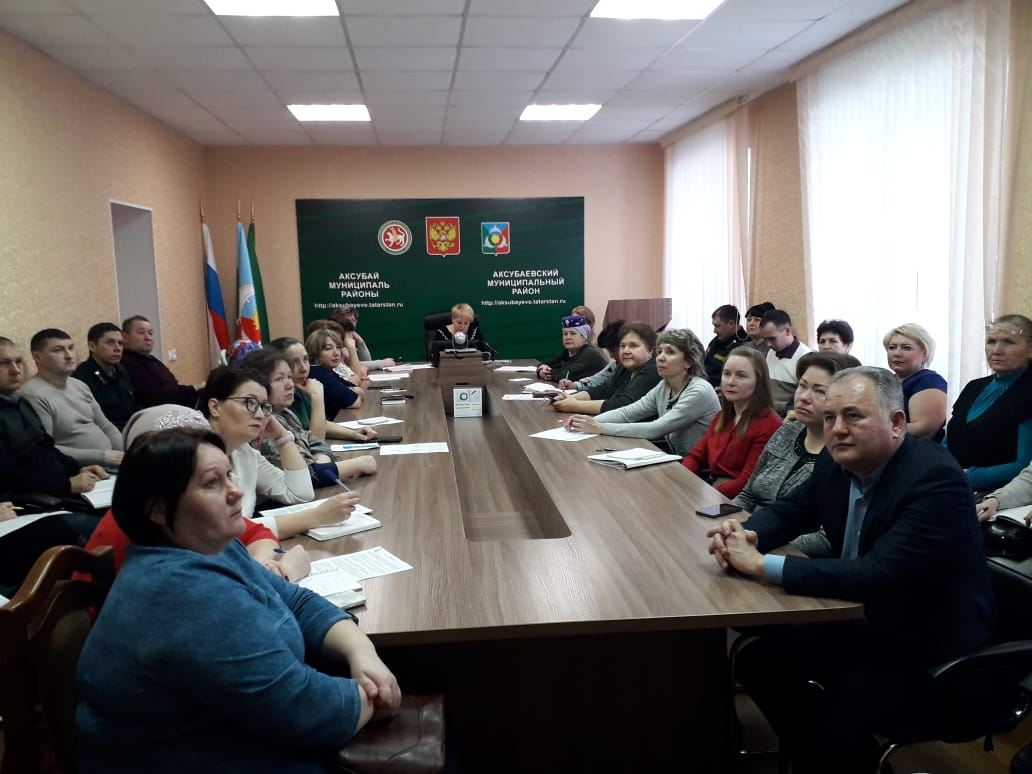 АКСУБАЙ
МУНИЦИПАЛЬ
РАЙОНЫ
http://aksubayevo.tatarstan.ru
АКСУБАЕВСКИЙ
МУНИЦИПАЛЬНЫЙ
РАЙОН
http://aksubayevo.tatarstan.ru